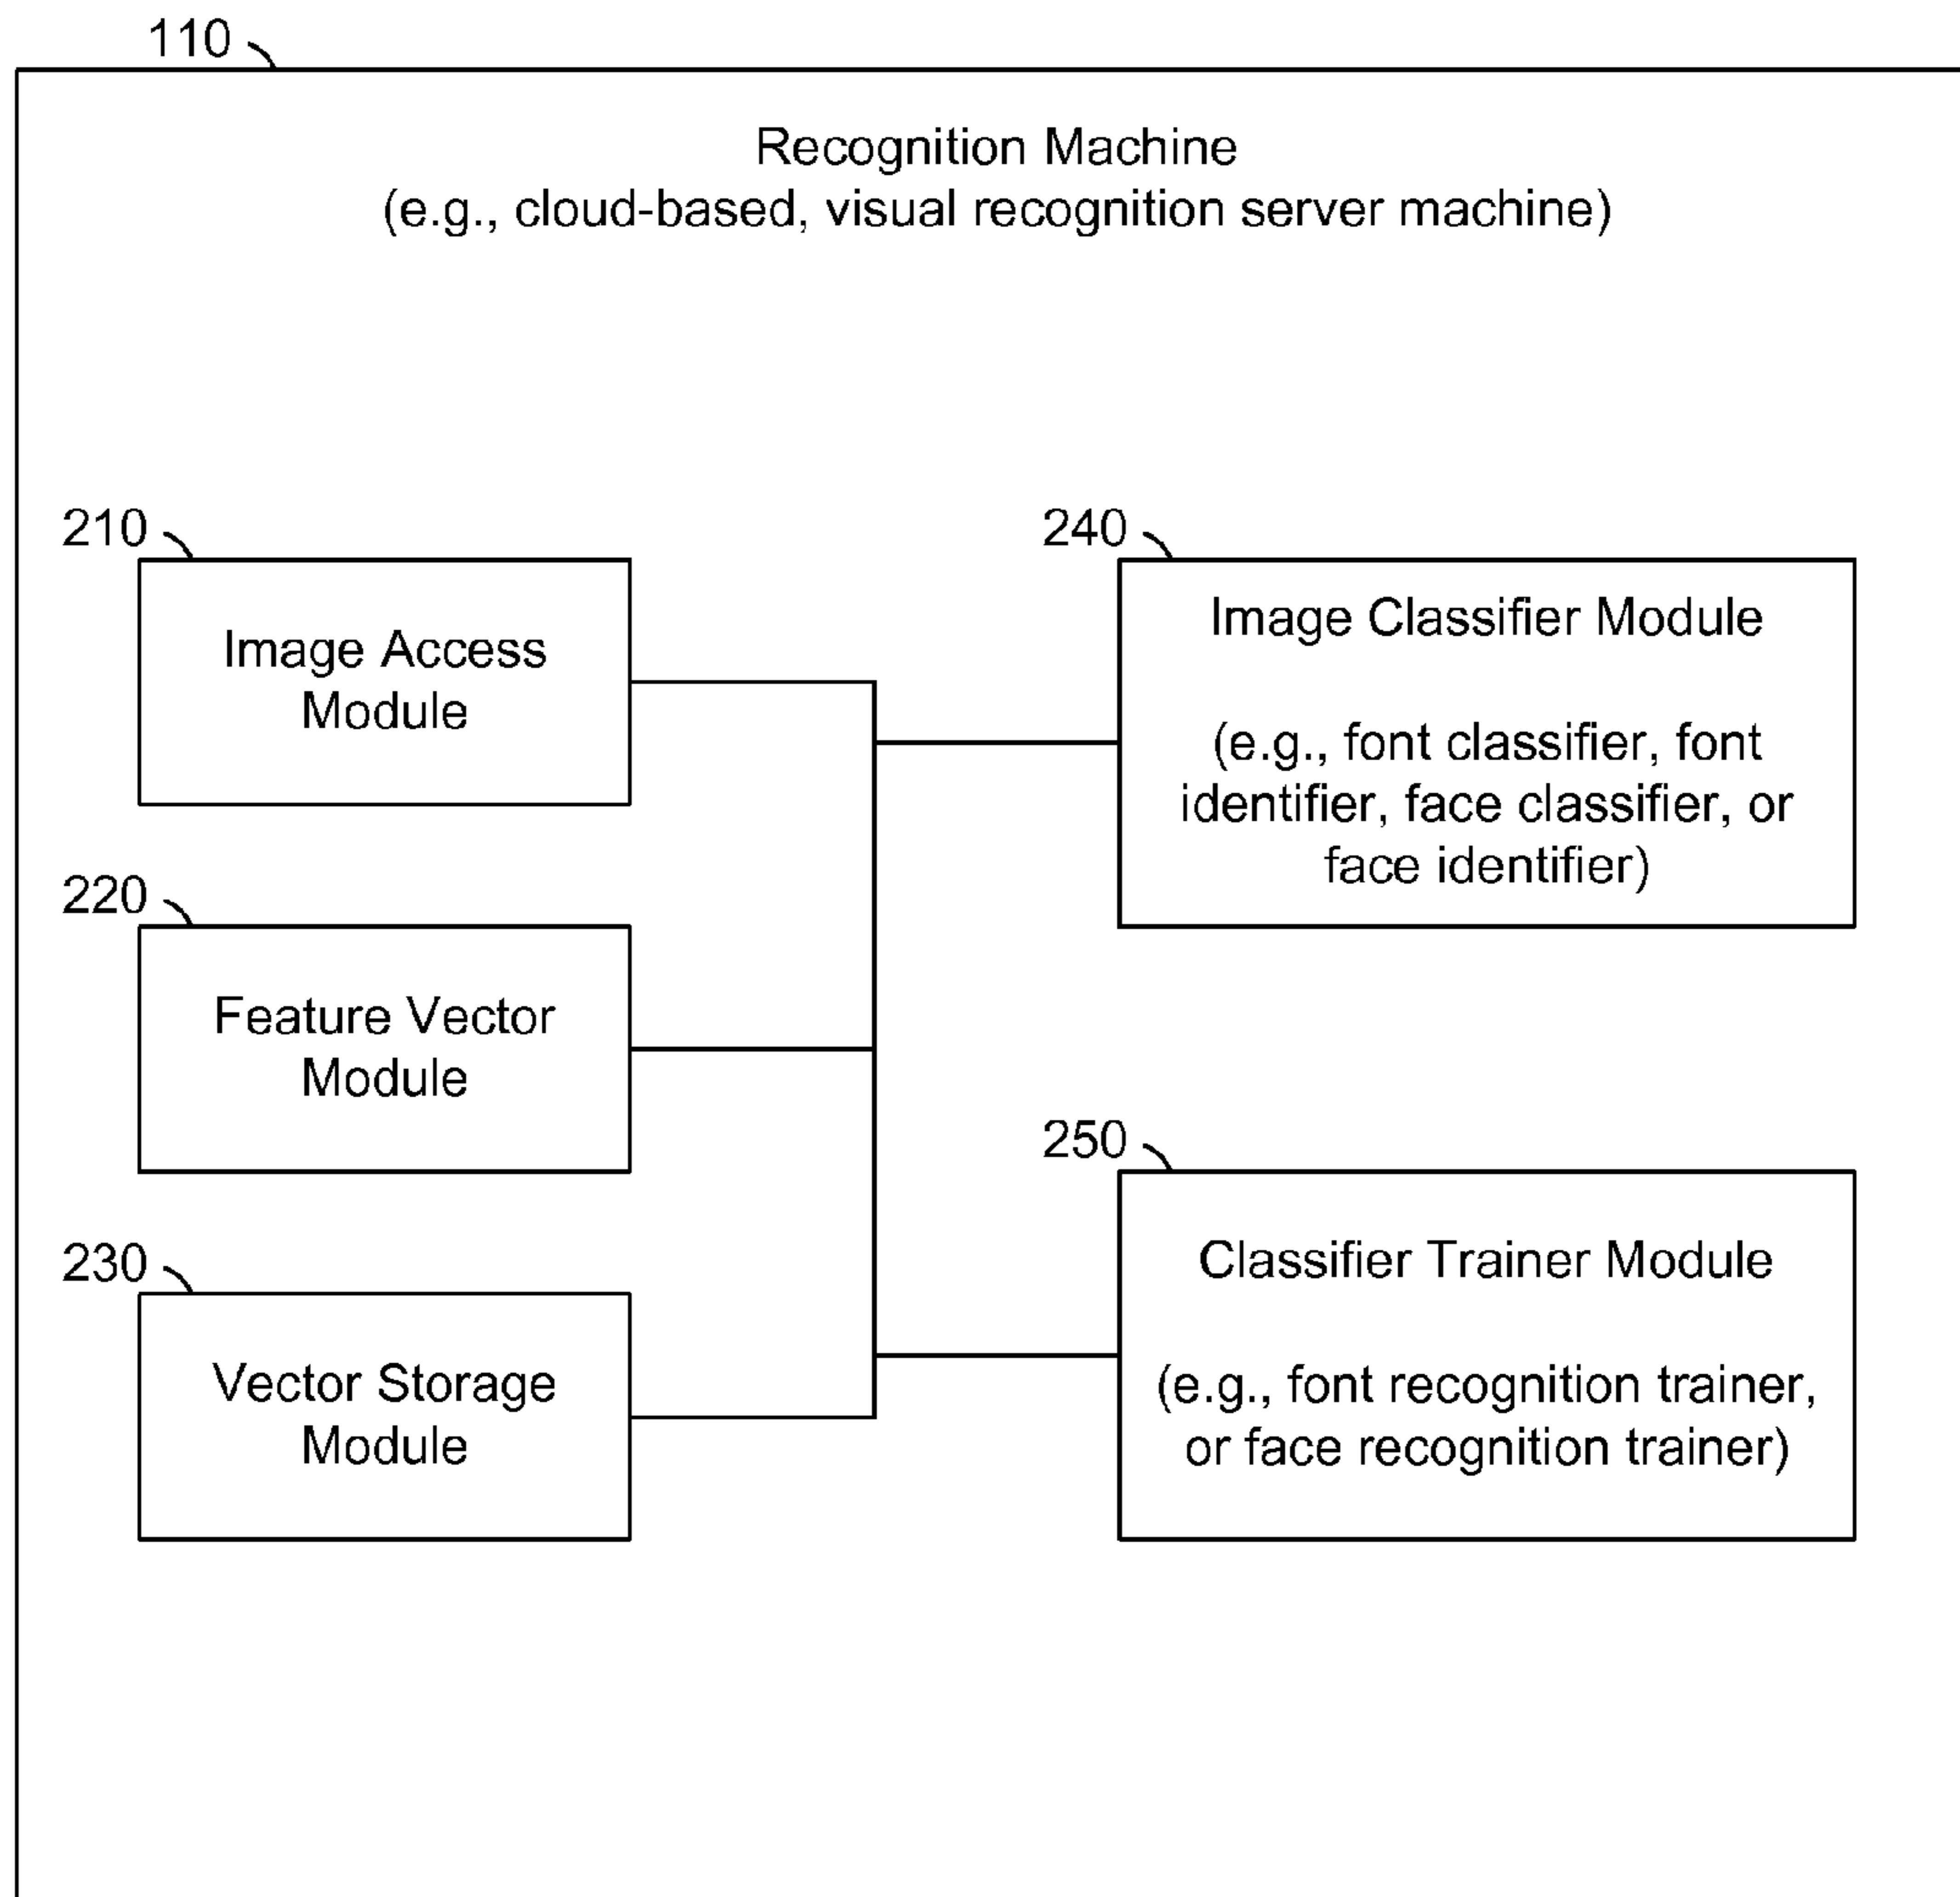 110
Recognition Machine
(e.g., cloud-based, visual recognition server machine)
210
Image Access
Module
220
Feature Vector
Module
230
Vector Storage
Module
240
Image Classifier Module
(e.g., font classifier, font
identifier, face classifier, or
face identifier)
250
Classifier Trainer Module
(e.g., font recognition trainer,
or face recognition trainer)